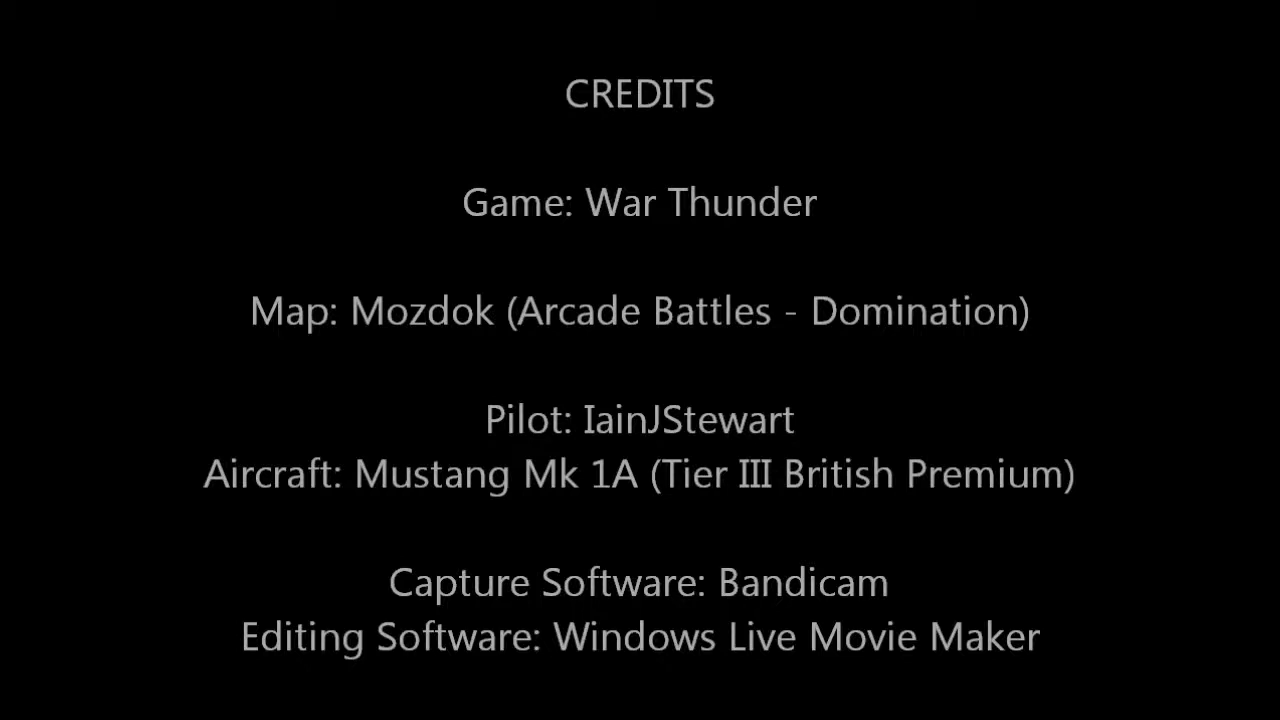 CREDITS
Game: War Thunder
Map: Mozdok (Arcade Battles - Domination)
Pilot: IainJStewart
Aircraft: Mustang Mk 1A (Tier III British Premium)
Capture Software: Bandicam
Editing Software: Windows Live Movie Maker